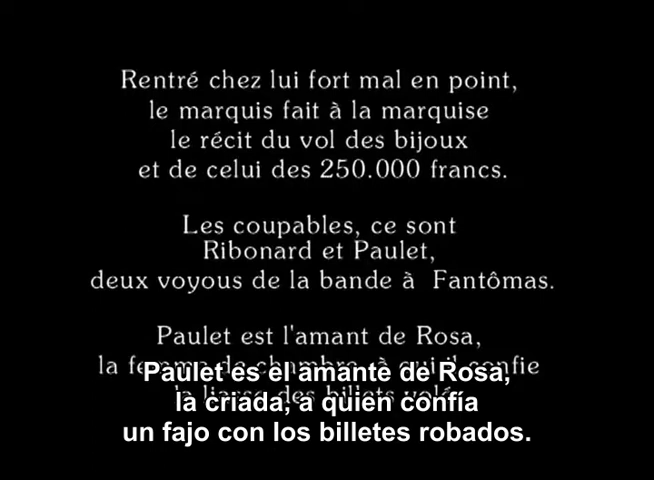 Rentré chez lui fort mal en point,
le marquis fait à la marquise
le récit du vol des bijoux
et de celui des 250.000 francs.
Les coupables, ce sont
Ribonard et Paulet,
deux voyous de la bande à Fantômas.
Paulet est l'amant de Rosa,
la femme de chambre, à qui il confie
la liasse des billets volés.
Paulet es el amante de Rosa,
la criada, a quien confía
un fajo con los billetes robados.